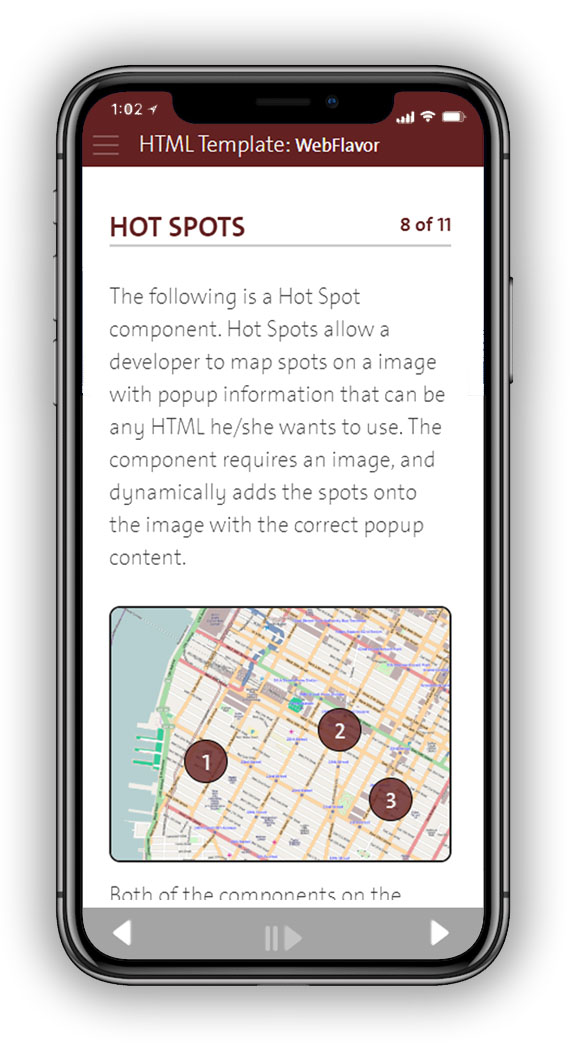 1:02
HTML Template: WebFlavor
HOT SPOTS 8 of 11
The following is a Hot Spot
component. Hot Spots allow a
developer to map spots on a image
with popup information that can be
any HTML he/she wants to use. The
component requires an image, and
dynamically adds the spots onto
the image with the correct popup
content.
2
1
3
Both of the components on the